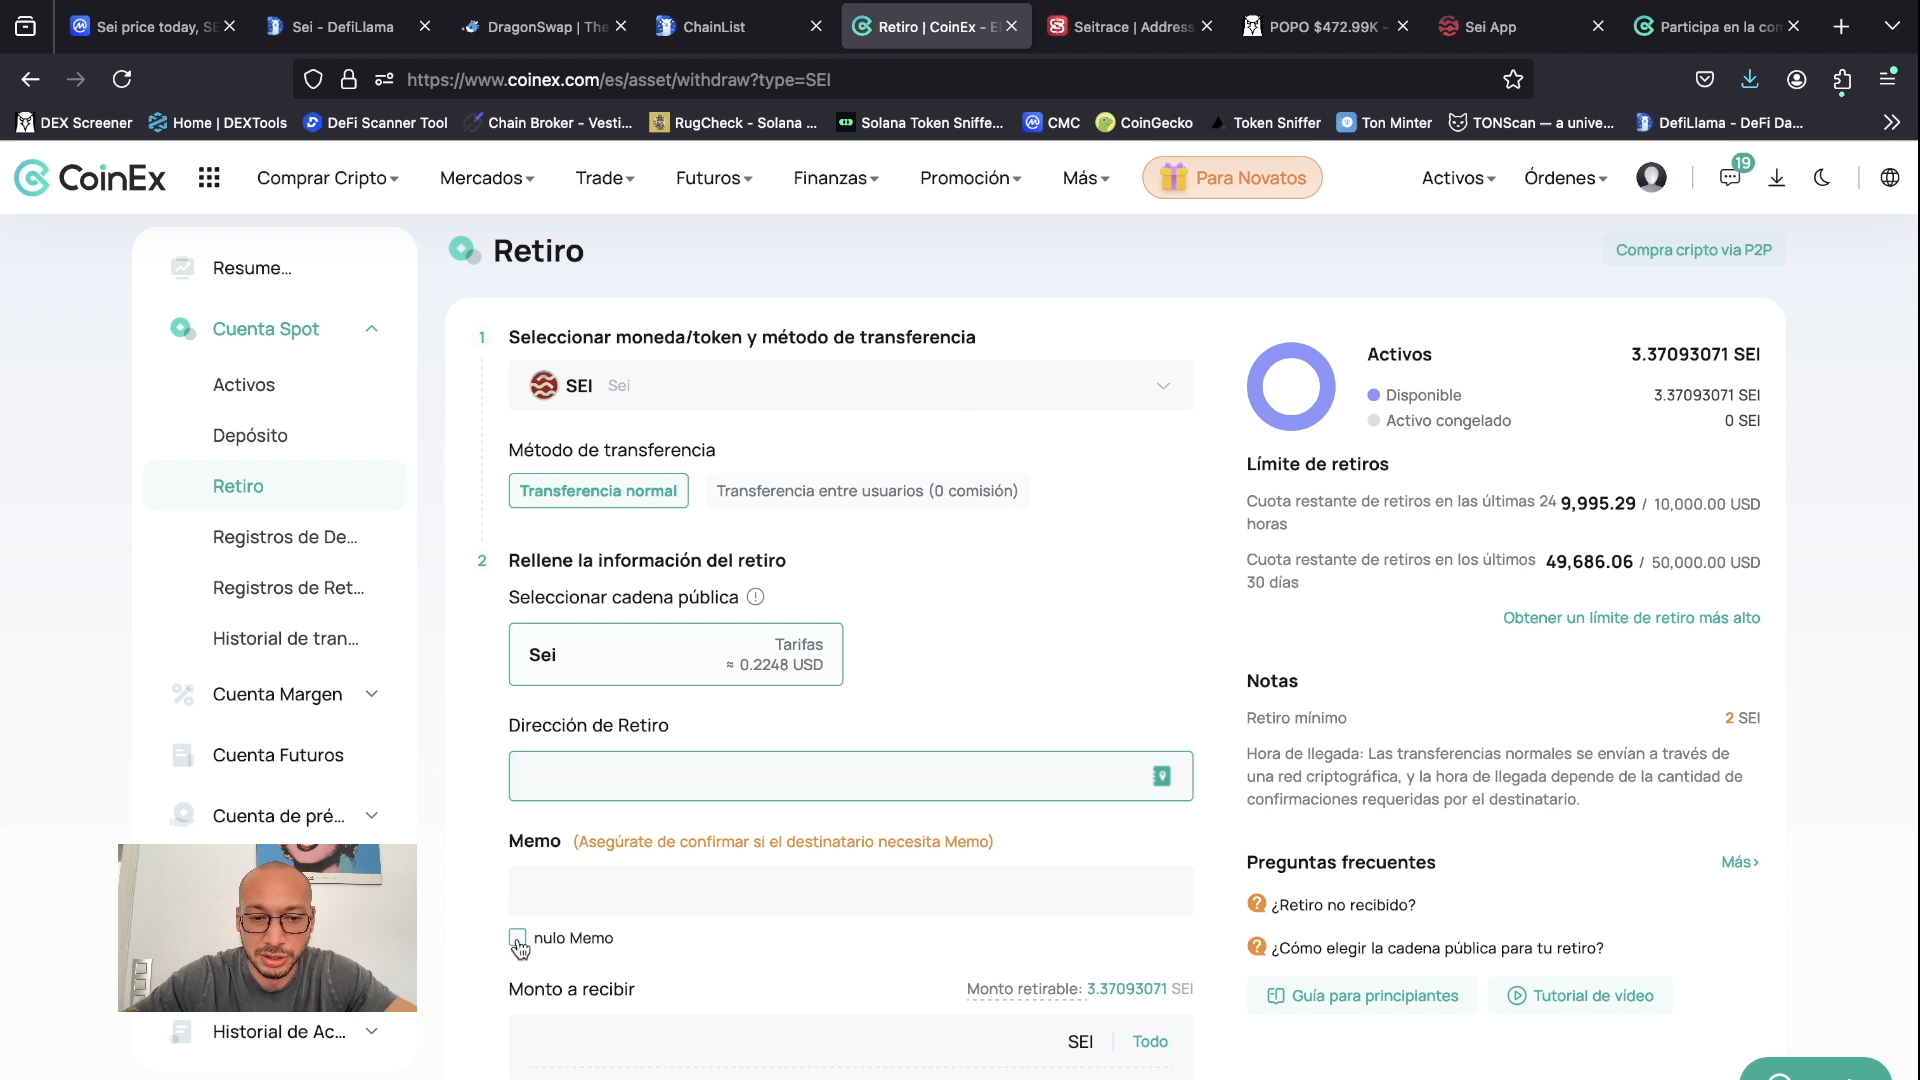 Sei price today, SE
Sei - DefiLlama
DragonSwap | The
ChainList
Retiro | CoinEx - El
Seitrace | Address
POPO $472.99K -
Sei App
Participa en la con
https://www.coinex.com/es/asset/withdraw?type=SEI
DEX Screener
Home | DEXTools
DeFi Scanner Tool
Chain Broker - Vesti...
RugCheck - Solana ...
Solana Token Sniffe...
CMC
CoinGecko
Token Sniffer
Ton Minter
TONScan — a unive...
DefiLlama - DeFi Da...
CoinEx
Comprar Cripto
Mercados
Trade
Futuros
Finanzas
Promoción
Más
Para Novatos
Activos
Órdenes
19
Resume...
Cuenta Spot
Activos
Depósito
Retiro
Registros de De...
Registros de Ret...
Historial de tran...
Cuenta Margen
Cuenta Futuros
Cuenta de pré...
Historial de Ac...
Retiro
Compra cripto via P2P
1 Seleccionar moneda/token y método de transferencia
SEI Sei
Método de transferencia
Transferencia normal
Transferencia entre usuarios (0 comisión)
2 Rellene la información del retiro
Seleccionar cadena pública
Sei
Tarifas
≈ 0.2248 USD
Dirección de Retiro
Memo (Asegúrate de confirmar si el destinatario necesita Memo)
nulo Memo
Monto a recibir
Monto retirable: 3.37093071 SEI
SEI
Todo
Activos 3.37093071 SEI
Disponible 3.37093071 SEI
Activo congelado 0 SEI
Límite de retiros
Cuota restante de retiros en las últimas 24 horas
9,995.29 / 10,000.00 USD
Cuota restante de retiros en los últimos 30 días
49,686.06 / 50,000.00 USD
Obtener un límite de retiro más alto
Notas
Retiro mínimo 2 SEI
Hora de llegada: Las transferencias normales se envían a través de
una red criptográfica, y la hora de llegada depende de la cantidad de
confirmaciones requeridas por el destinatario.
Preguntas frecuentes
Más>
¿Retiro no recibido?
¿Cómo elegir la cadena pública para tu retiro?
Guía para principiantes
Tutorial de vídeo